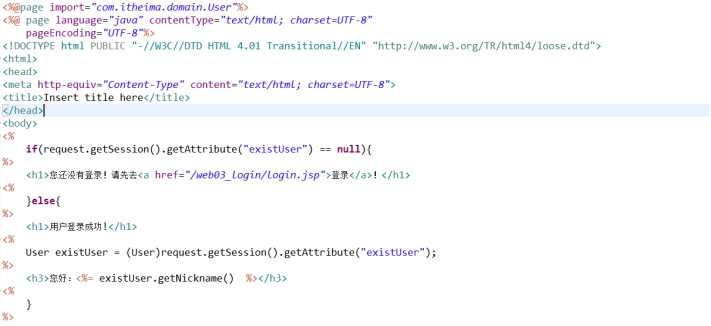 <%@page import="com.itheima.domain.User"%>
<%@ page language="java" contentType="text/html; charset=UTF-8"
    pageEncoding="UTF-8"%>
<!DOCTYPE html PUBLIC "-//W3C//DTD HTML 4.01 Transitional//EN" "http://www.w3.org/TR/html4/loose.dtd">
<html>
<head>
<meta http-equiv="Content-Type" content="text/html; charset=UTF-8">
<title>Insert title here</title>
</head>
<body>
<%
    if(request.getSession().getAttribute("existUser") == null){
%>
    <h1>您还没有登录！请先去<a href="/web03_login/login.jsp">登录</a>！</h1>
<%
    }else{
%>
    <h1>用户登录成功！</h1>
<%
    User existUser = (User)request.getSession().getAttribute("existUser");
%>
    <h3>您好：<%= existUser.getNickname()  %></h3>
<%
    }
%>